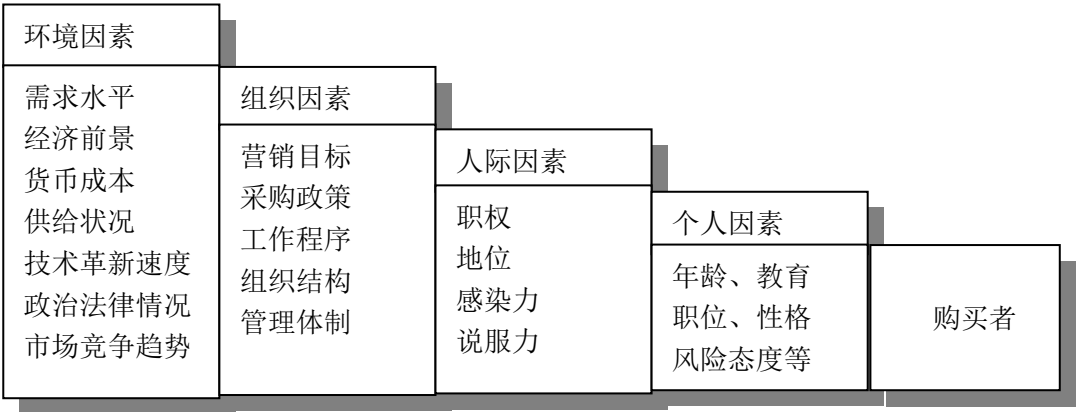 环境因素
需求水平
经济前景
货币成本
供给状况
技术革新速度
政治法律情况
市场竞争趋势
组织因素
营销目标
采购政策
工作程序
组织结构
管理体制
人际因素
职权
地位
感染力
说服力
个人因素
年龄、教育
职位、性格
风险态度等
购买者